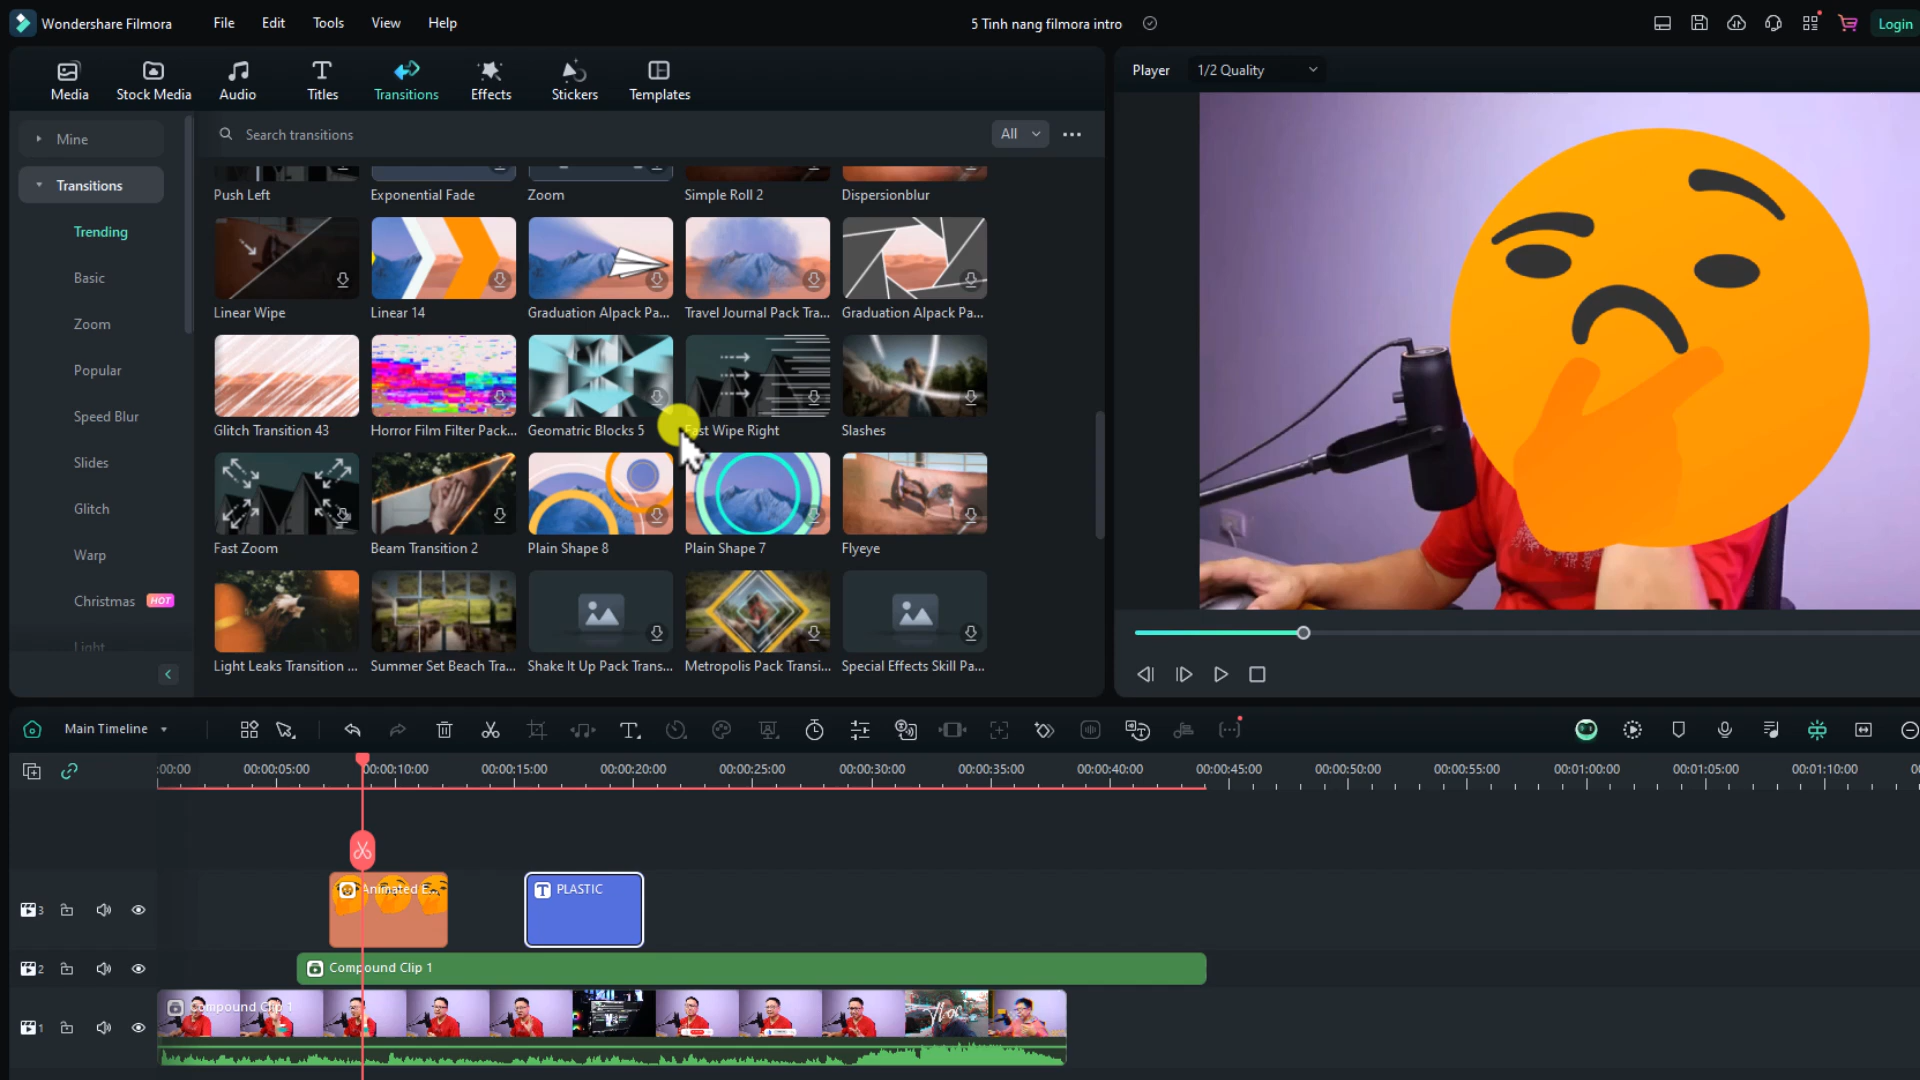 Wondershare Filmora
File
Edit
Tools
View
Help
5 Tinh nang filmora intro
Login
Media
Stock Media
Audio
Titles
Transitions
Effects
Stickers
Templates
Player
1/2 Quality
Mine
Search transitions
All
Transitions
Trending
Basic
Zoom
Popular
Speed Blur
Slides
Glitch
Warp
Christmas
HOT
Light
Push Left
Exponential Fade
Zoom
Simple Roll 2
Dispersionblur
Linear Wipe
Linear 14
Graduation Alpack Pa...
Travel Journal Pack Tra...
Graduation Alpack Pa...
Glitch Transition 43
Horror Film Filter Pack...
Geomatric Blocks 5
Fast Wipe Right
Slashes
Fast Zoom
Beam Transition 2
Plain Shape 8
Plain Shape 7
Flyeye
Light Leaks Transition ...
Summer Set Beach Tra...
Shake It Up Pack Trans...
Metropolis Pack Transi...
Special Effects Skill Pa...
Main Timeline
:00:00
00:00:05:00
00:00:10:00
00:00:15:00
00:00:20:00
00:00:25:00
00:00:30:00
00:00:35:00
00:00:40:00
00:00:45:00
00:00:50:00
00:00:55:00
00:01:00:00
00:01:05:00
00:01:10:00
3
Animated E...
PLASTIC
2
Compound Clip 1
1
Compound Clip 1